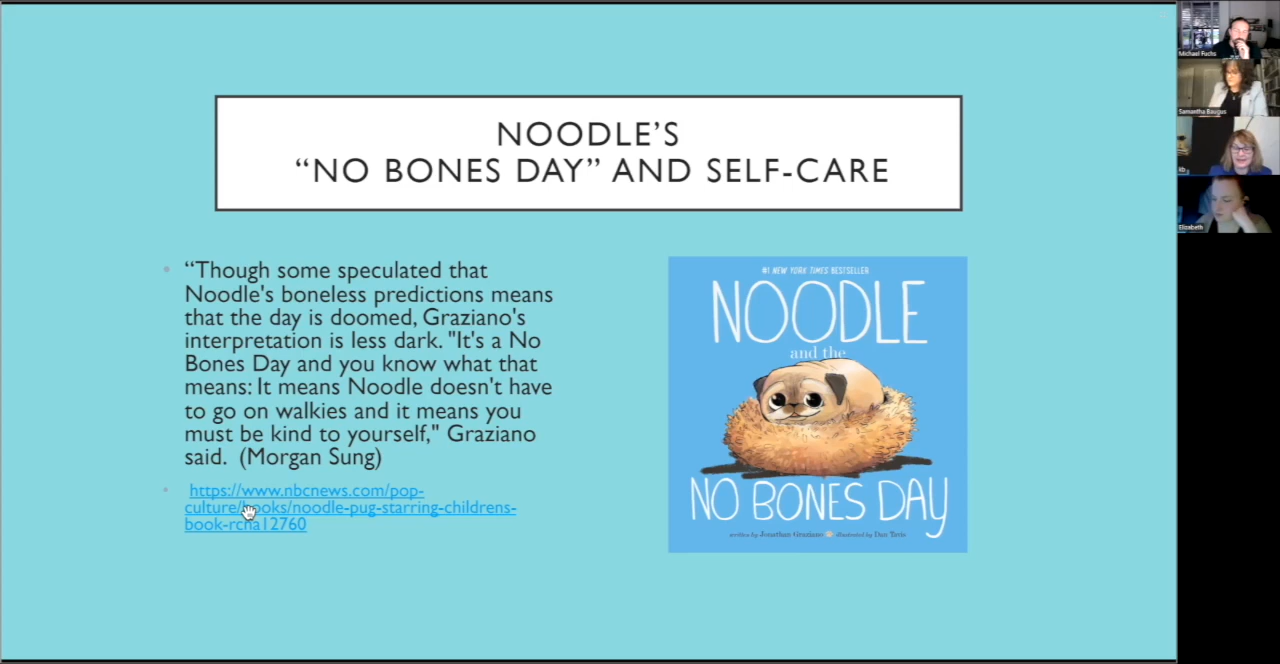 NOODLE’S
“NO BONES DAY” AND SELF-CARE
• “Though some speculated that
Noodle's boneless predictions means
that the day is doomed, Graziano's
interpretation is less dark. "It's a No
Bones Day and you know what that
means: It means Noodle doesn't have
to go on walkies and it means you
must be kind to yourself," Graziano
said. (Morgan Sung)
• https://www.nbcnews.com/pop-
culture/books/noodle-pug-starring-childrens-
book-rcna12760
#1 NEW YORK TIMES BESTSELLER
NOODLE
and the
NO BONES DAY
written by Jonathan Graziano illustrated by Dan Tavis
Michael Fuchs
Samantha
Elizabeth